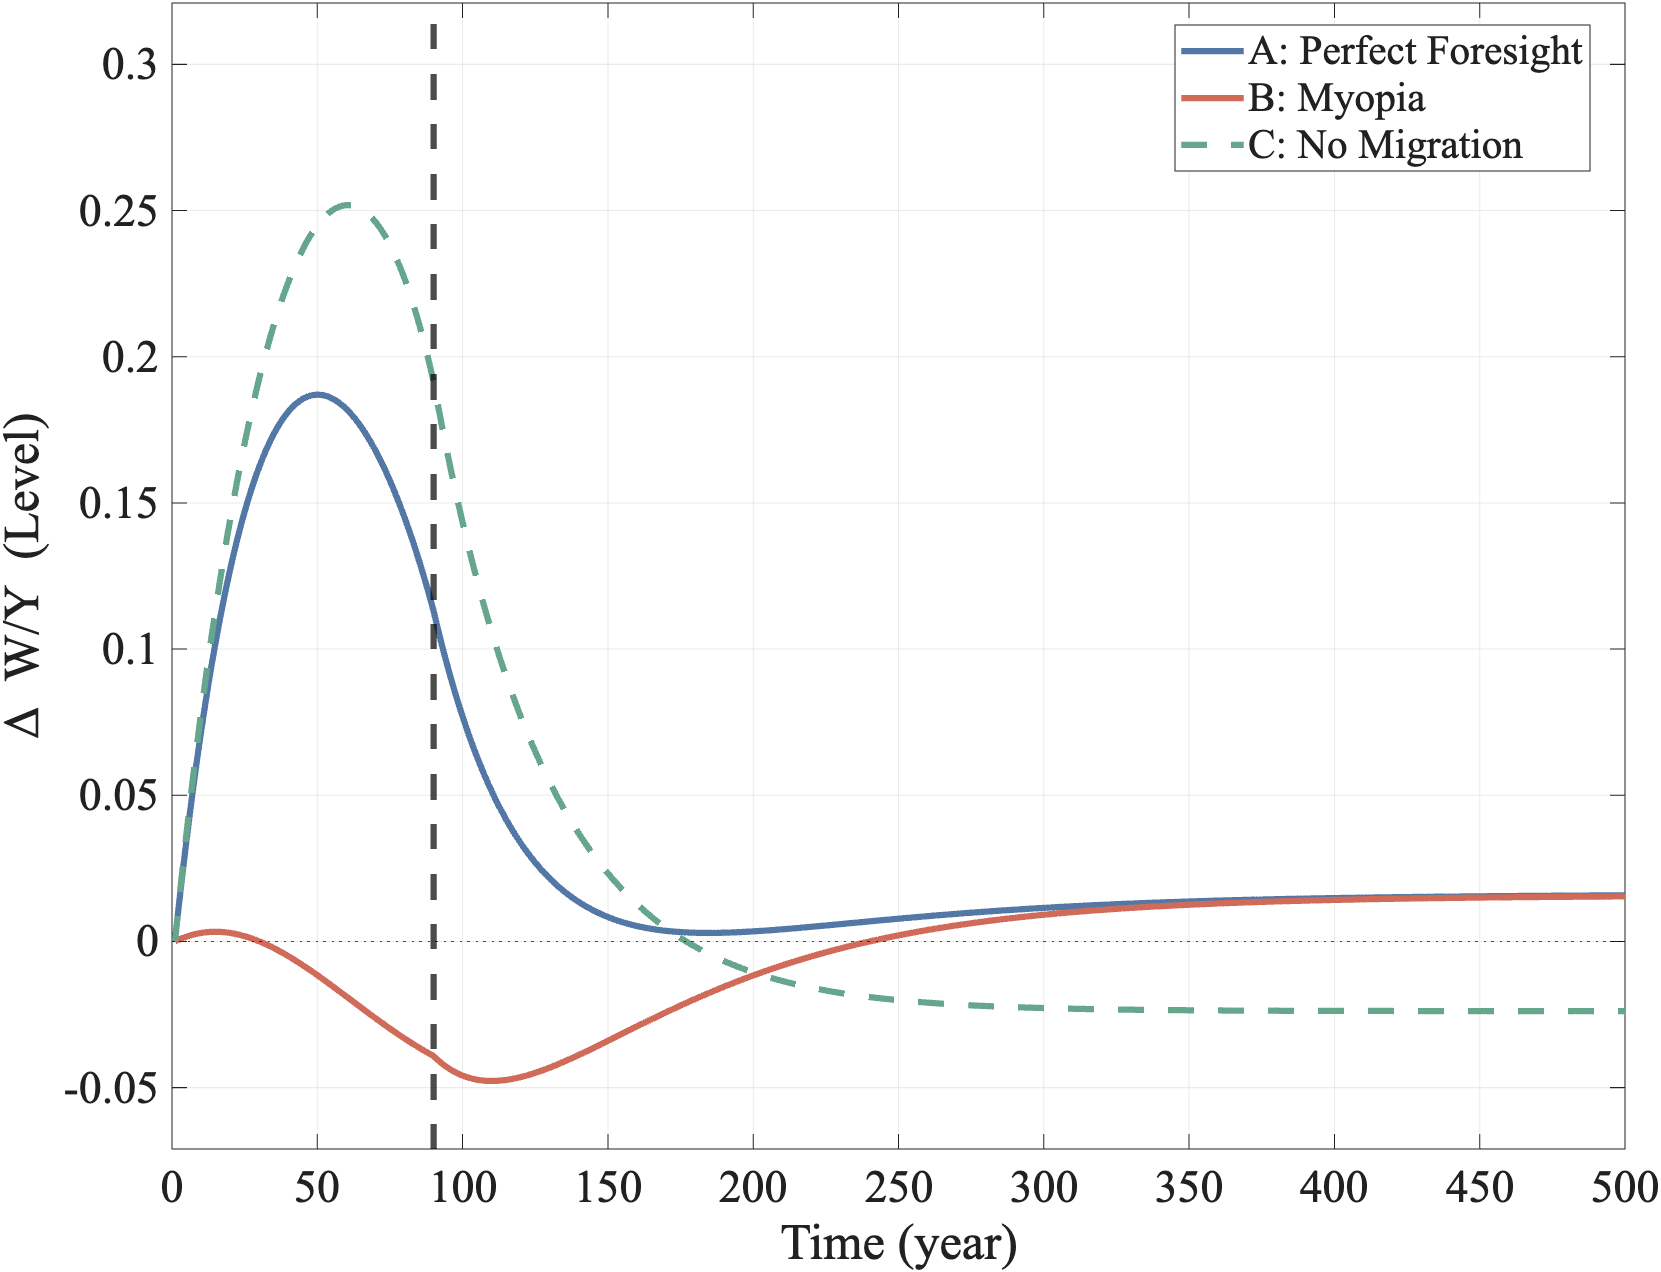 A: Perfect Foresight
B: Myopia
C: No Migration
0.3
0.25
0.2
0.15
0.1
0.05
0
-0.05
Δ W/Y (Level)
0 50 100 150 200 250 300 350 400 450 500
Time (year)